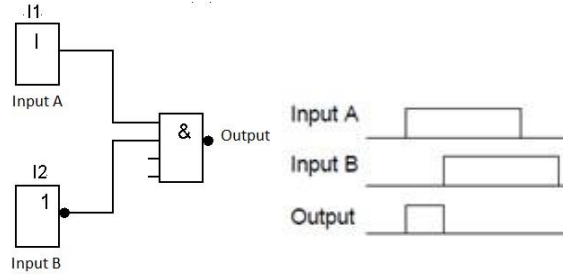 I1
I
Input A
&
Output
I2
1
Input B
Input A
Input B
Output